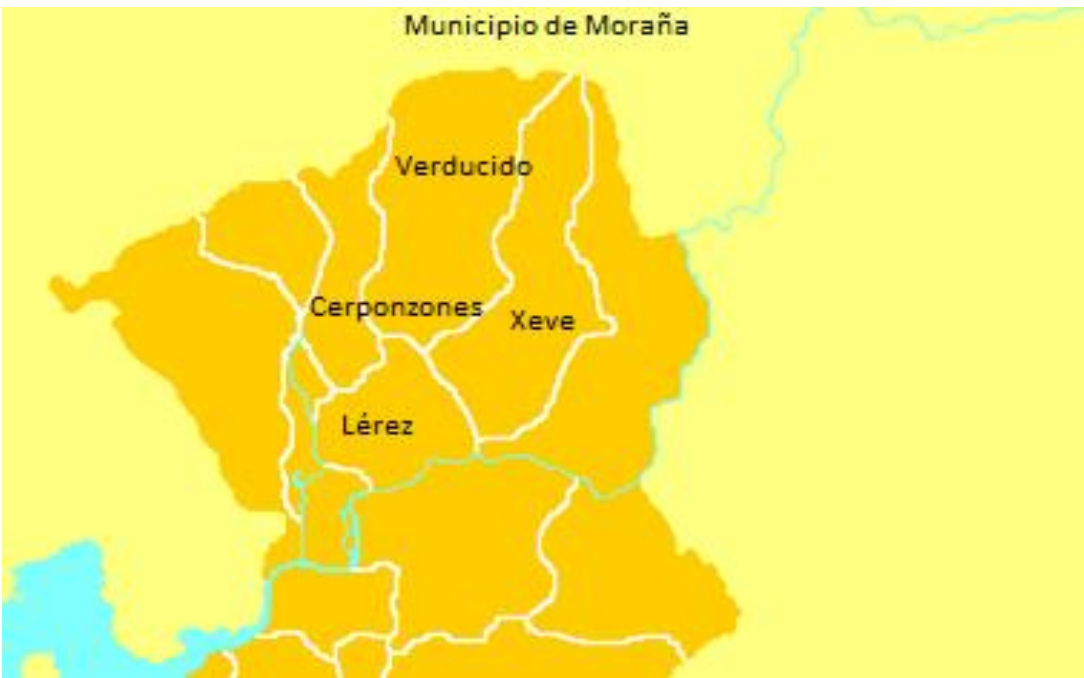 Municipio de Moraña
Verducido
Cerponzones
Xeve
Lérez